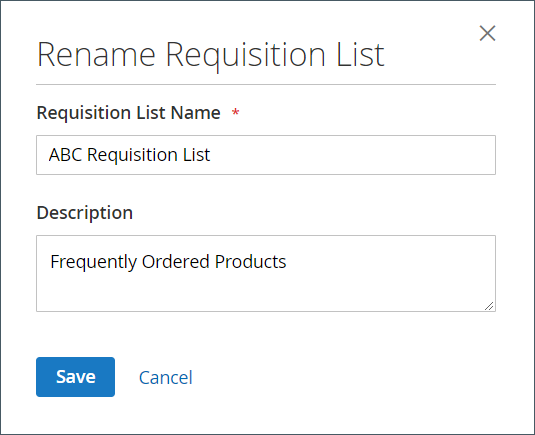 Rename Requisition List
Requisition List Name *
ABC Requisition List
Description
Frequently Ordered Products
Save Cancel